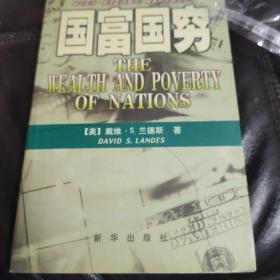 国富国穷
THE
WEALTH AND POVERTY
OF NATIONS
【美】戴维·S.兰德斯 著
DAVID S. LANDES
新华出版社